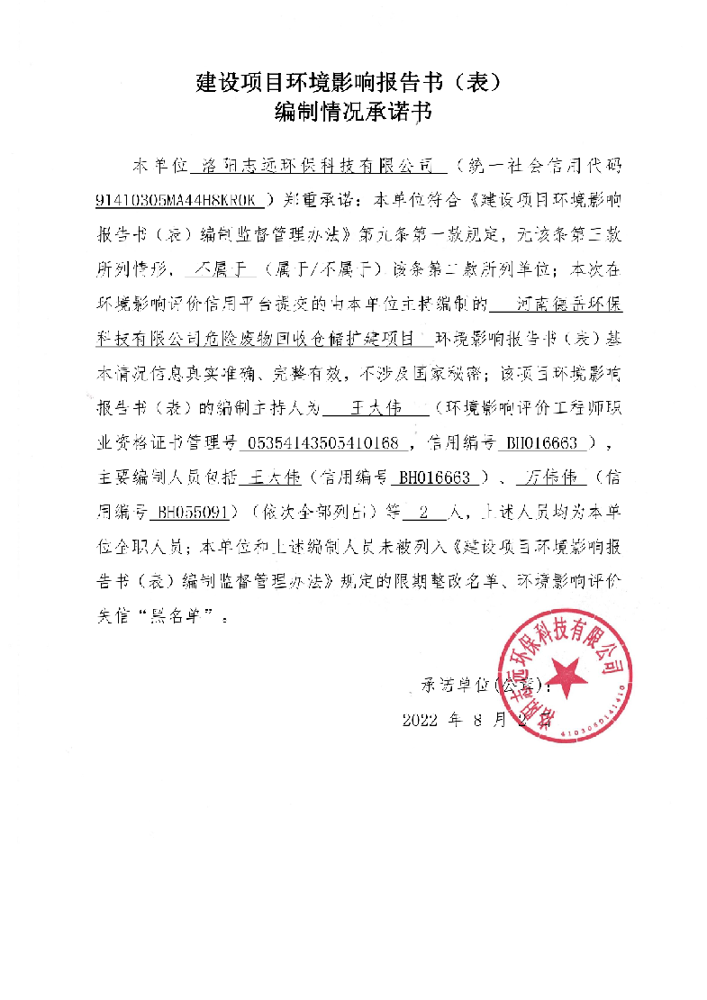 建设项目环境影响报告书（表）
编制情况承诺书
本单位 洛阳志远环保科技有限公司 （统一社会信用代码
91410305MA44H8KR0K ）郑重承诺：本单位符合《建设项目环境影响
报告书（表）编制监督管理办法》第九条第一款规定，无该条第三款
所列情形， 不属于 （属于/不属于）该条第二款所列单位；本次在
环境影响评价信用平台提交的由本单位主持编制的 河南德岳环保
科技有限公司危险废物回收仓储扩建项目 环境影响报告书（表）基
本情况信息真实准确、完整有效，不涉及国家秘密；该项目环境影响
报告书（表）的编制主持人为 王大伟 （环境影响评价工程师职
业资格证书管理号 05354143505410168 ，信用编号 BH016663 ），
主要编制人员包括 王大伟（信用编号 BH016663 ）、 万伟伟 （信
用编号 BH055091）（依次全部列出）等 2 人，上述人员均为本单
位全职人员；本单位和上述编制人员未被列入《建设项目环境影响报
告书（表）编制监督管理办法》规定的限期整改名单、环境影响评价
失信“黑名单”。
承诺单位(公章)：
2022 年 8 月 2 日
洛阳志远环保科技有限公司
4103050141410